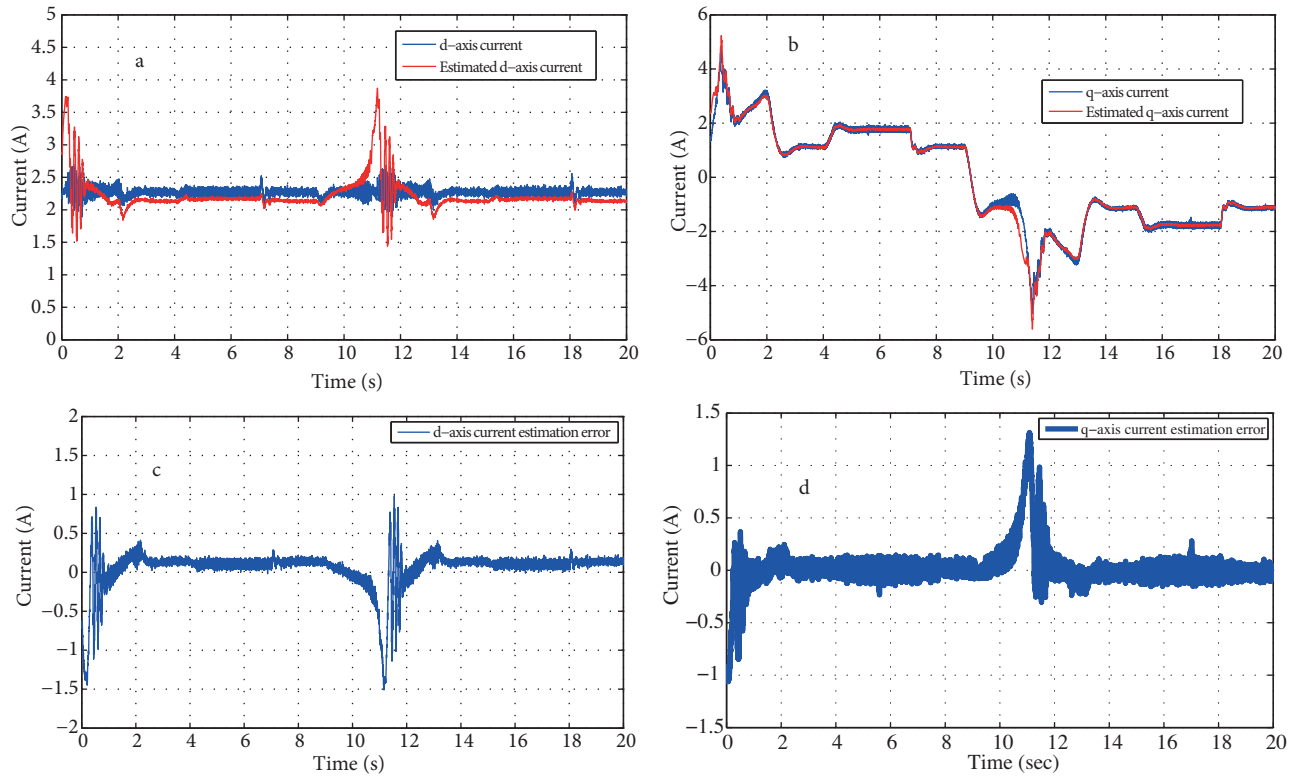 5
4.5
4
3.5
3
2.5
2
1.5
1
0.5
0
Current (A)
a
d-axis current
Estimated d-axis current
0 2 4 6 8 10 12 14 16 18 20
Time (s)
6
4
2
0
-2
-4
-6
Current (A)
b
q-axis current
Estimated q-axis current
0 2 4 6 8 10 12 14 16 18 20
Time (s)
2
1.5
1
0.5
0
-0.5
-1
-1.5
-2
Current (A)
c
d-axis current estimation error
0 2 4 6 8 10 12 14 16 18 20
Time (s)
1.5
1
0.5
0
-0.5
-1
-1.5
Current (A)
d
q-axis current estimation error
0 2 4 6 8 10 12 14 16 18 20
Time (sec)